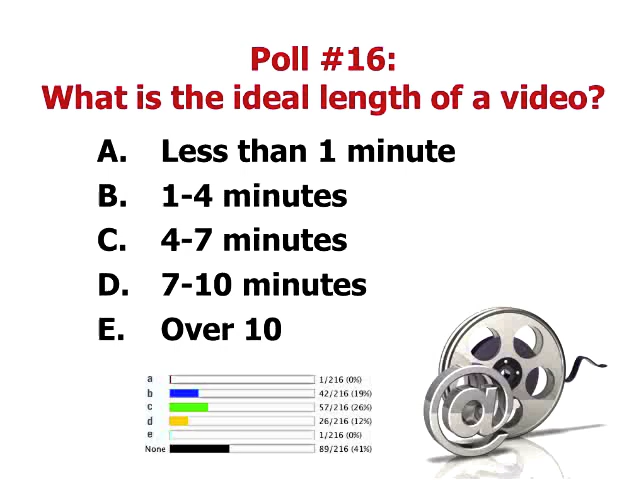 Poll #16:
What is the ideal length of a video?
A. Less than 1 minute
B. 1-4 minutes
C. 4-7 minutes
D. 7-10 minutes
E. Over 10
a 1/216 (0%)
b 42/216 (19%)
c 57/216 (26%)
d 26/216 (12%)
e 1/216 (0%)
None 89/216 (41%)
@